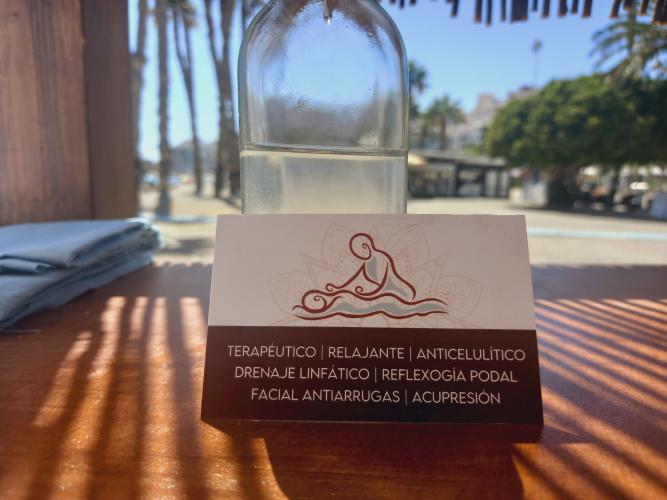 TERAPÉUTICO | RELAJANTE | ANTICELULÍTICO
DRENAJE LINFÁTICO | REFLEXOGÍA PODAL
FACIAL ANTIARRUGAS | ACUPRESIÓN